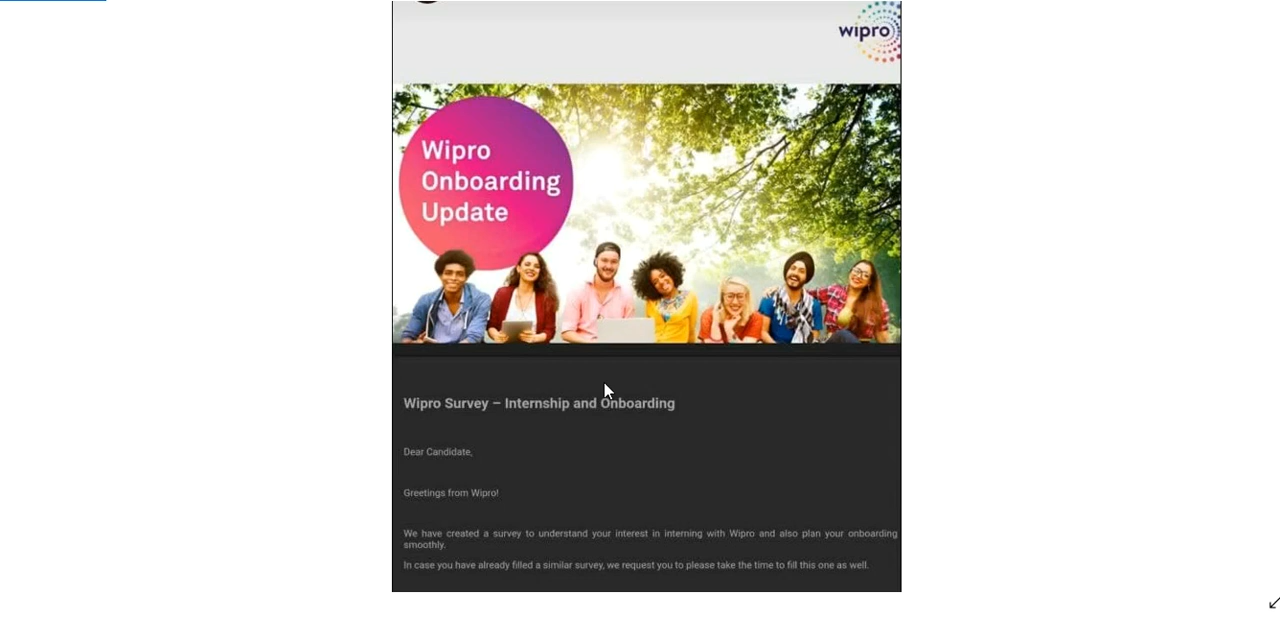 wipro
Wipro
Onboarding
Update
Wipro Survey – Internship and Onboarding
Dear Candidate,
Greetings from Wipro!
We have created a survey to understand your interest in interning with Wipro and also plan your onboarding
smoothly.
In case you have already filled a similar survey, we request you to please take the time to fill this one as well.